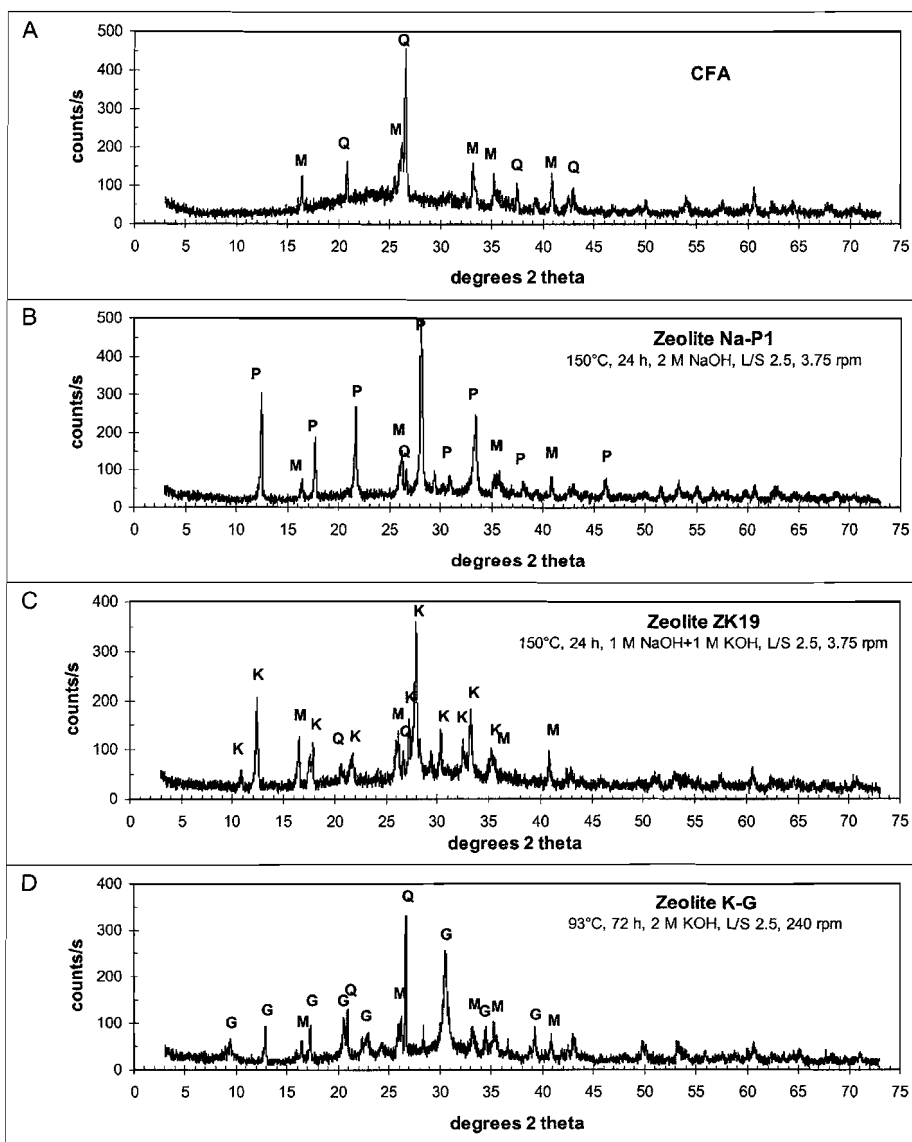 A
500
Q
400
CFA
300
counts/s
200
M
Q
M
M
M
M
Q
Q
100
0
0 5 10 15 20 25 30 35 40 45 50 55 60 65 70 75
degrees 2 theta
B
500
P
Zeolite Na-P1
150°C, 24 h, 2 M NaOH, L/S 2.5, 3.75 rpm
400
P
P
P
300
counts/s
P
M
200
Q
P
M
P
M
P
M
100
0
0 5 10 15 20 25 30 35 40 45 50 55 60 65 70 75
degrees 2 theta
C
400
K
Zeolite ZK19
150°C, 24 h, 1 M NaOH+1 M KOH, L/S 2.5, 3.75 rpm
300
K
K
K
counts/s
200
M
K
M
K
K
K
Q
K
Q
K
M
M
100
K
0
0 5 10 15 20 25 30 35 40 45 50 55 60 65 70 75
degrees 2 theta
D
400
Q
Zeolite K-G
93°C, 72 h, 2 M KOH, L/S 2.5, 240 rpm
300
G
counts/s
200
Q
M
G
G
M
G
M
G
G
M
G
G
M
100
0
0 5 10 15 20 25 30 35 40 45 50 55 60 65 70 75
degrees 2 theta